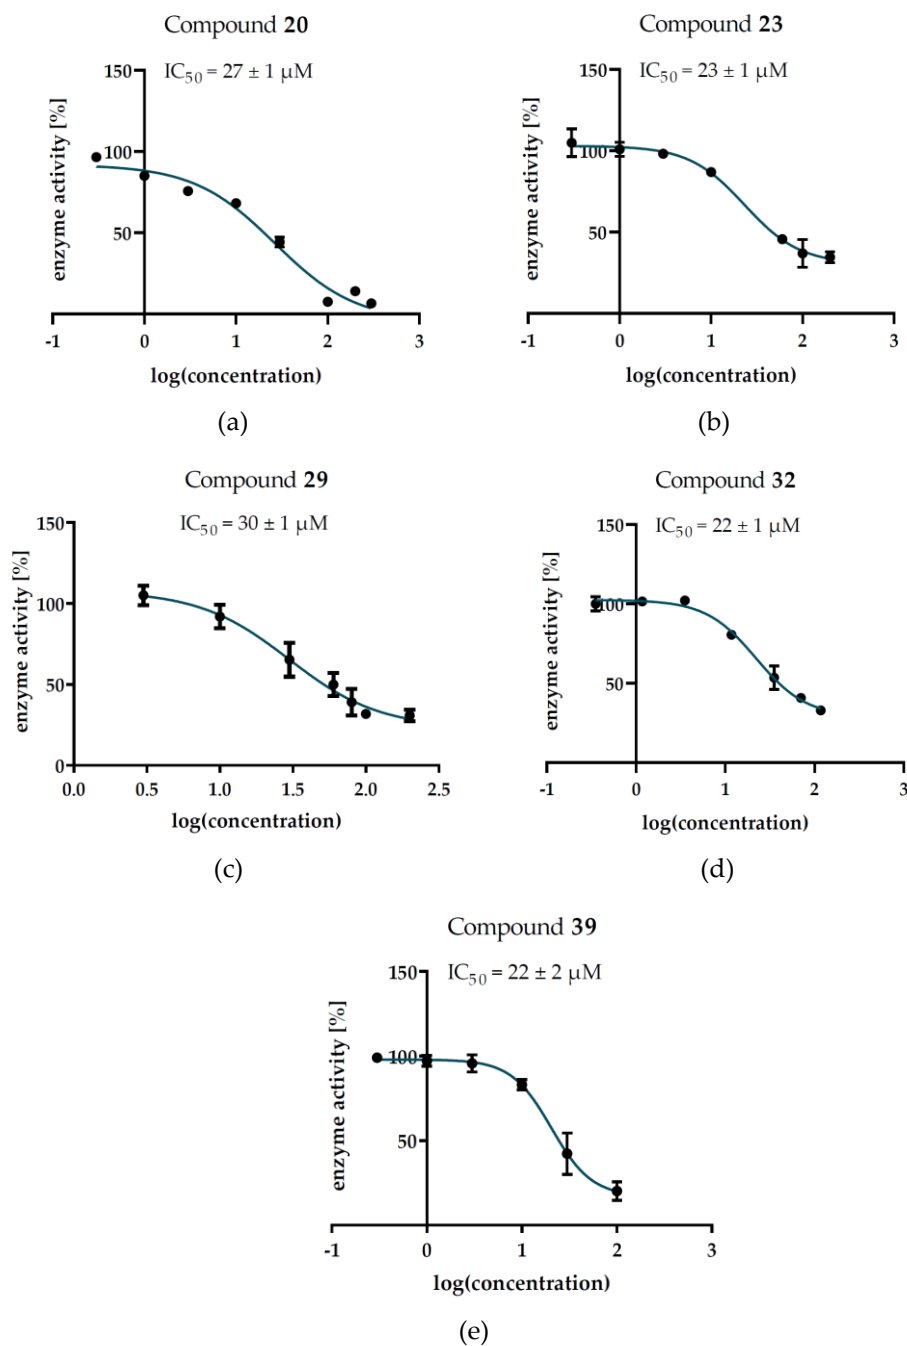 Compound 20
IC50 = 27 ± 1 μM
enzyme activity [%]
150
100
50
-1 0 1 2 3
log(concentration)
(a)
Compound 23
IC50 = 23 ± 1 μM
enzyme activity [%]
150
100
50
-1 0 1 2 3
log(concentration)
(b)
Compound 29
IC50 = 30 ± 1 μM
enzyme activity [%]
150
100
50
0
0.0 0.5 1.0 1.5 2.0 2.5
log(concentration)
(c)
Compound 32
IC50 = 22 ± 1 μM
enzyme activity [%]
150
100
50
-1 0 1 2 3
log(concentration)
(d)
Compound 39
IC50 = 22 ± 2 μM
enzyme activity [%]
150
100
50
-1 0 1 2 3
log(concentration)
(e)